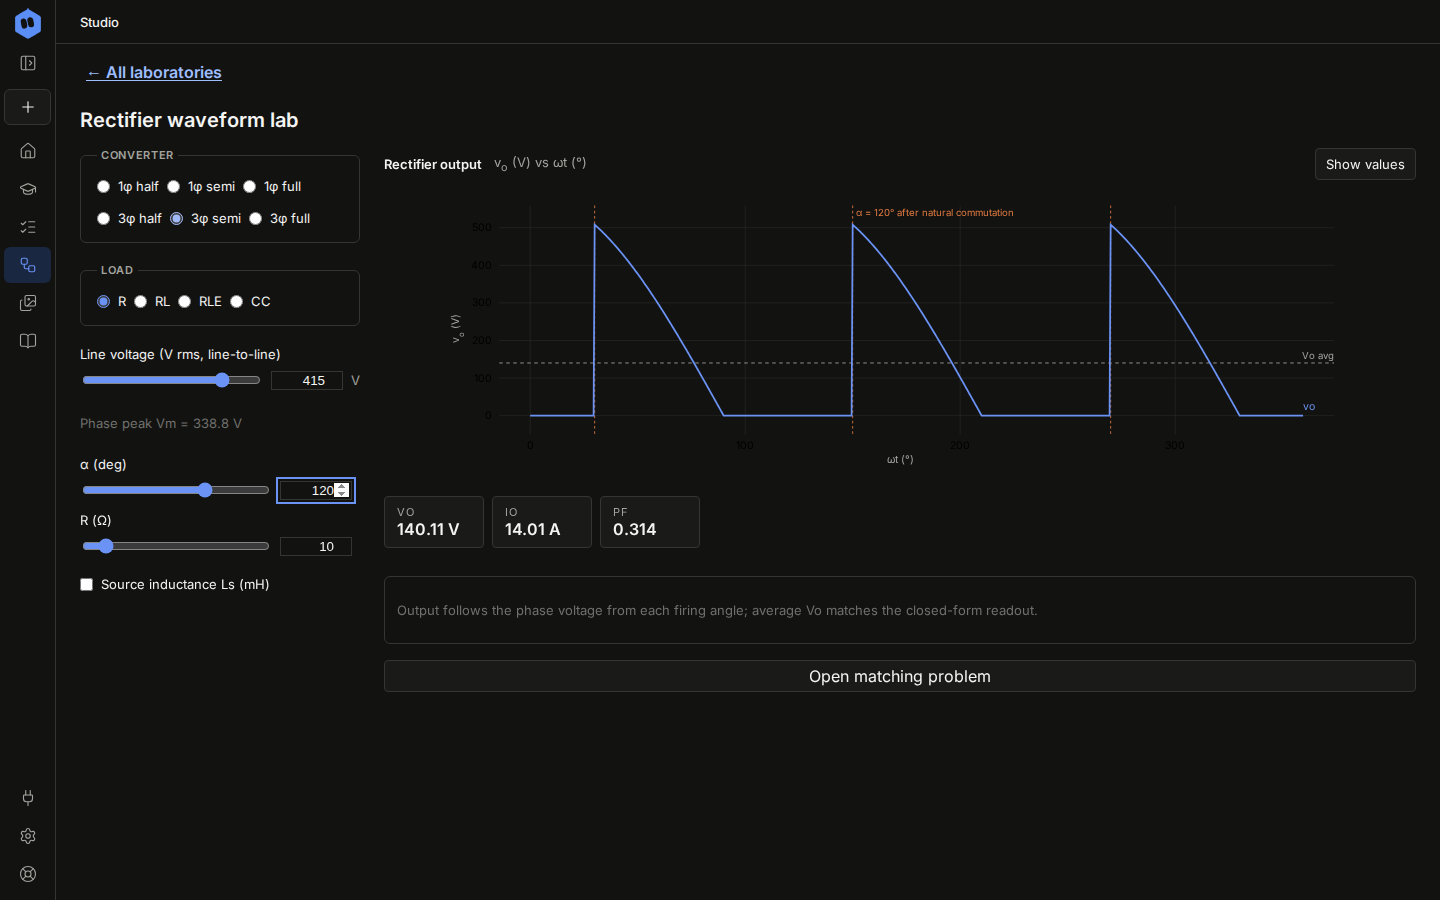 Studio
← All laboratories
Rectifier waveform lab
CONVERTER
1φ half 1φ semi 1φ full
3φ half 3φ semi 3φ full
LOAD
R RL RLE CC
Line voltage (V rms, line-to-line)
415 V
Phase peak Vm = 338.8 V
α (deg)
120
R (Ω)
10
Source inductance Ls (mH)
Rectifier output vo (V) vs ωt (°)
Show values
α = 120° after natural commutation
500
400
300
200
100
0
vo (V)
Vo avg
vo
0 100 200 300
ωt (°)
VO
140.11 V
IO
14.01 A
PF
0.314
Output follows the phase voltage from each firing angle; average Vo matches the closed-form readout.
Open matching problem